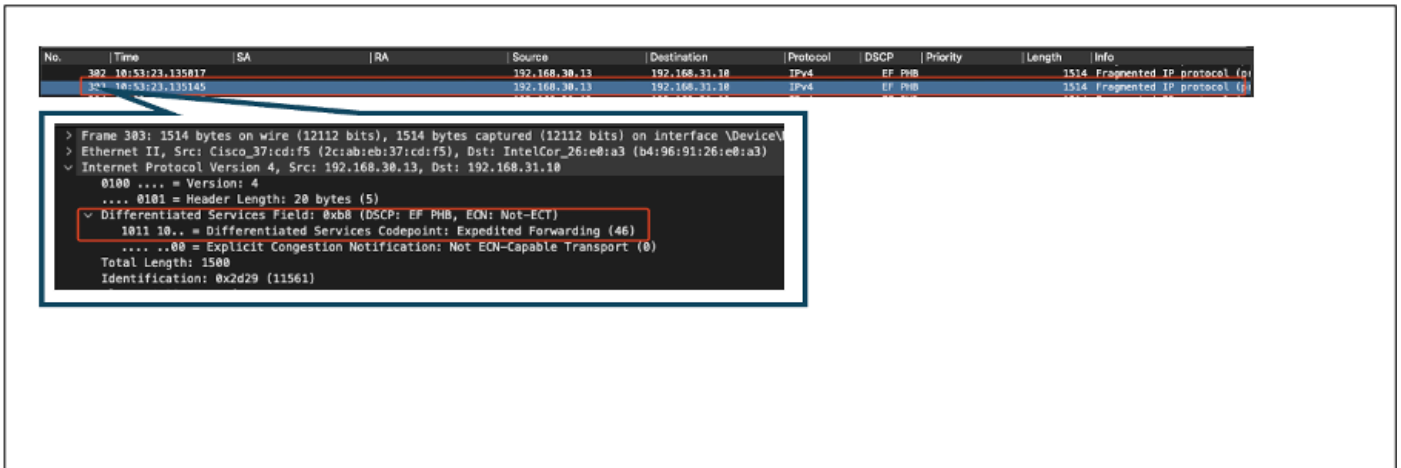 No. Time SA RA Source Destination Protocol DSCP Priority Length Info
302 10:53:23.135017 192.168.30.13 192.168.31.10 IPv4 EF PHB 1514 Fragmented IP protocol
303 10:53:23.135145 192.168.30.13 192.168.31.10 IPv4 EF PHB 1514 Fragmented IP protocol
> Frame 303: 1514 bytes on wire (12112 bits), 1514 bytes captured (12112 bits) on interface \Device\
> Ethernet II, Src: Cisco_37:cd:f5 (2c:ab:eb:37:cd:f5), Dst: IntelCor_26:e0:a3 (b4:96:91:26:e0:a3)
Internet Protocol Version 4, Src: 192.168.30.13, Dst: 192.168.31.10
0100 .... = Version: 4
.... 0101 = Header Length: 20 bytes (5)
Differentiated Services Field: 0xb8 (DSCP: EF PHB, ECN: Not-ECT)
1011 10.. = Differentiated Services Codepoint: Expedited Forwarding (46)
.... ..00 = Explicit Congestion Notification: Not ECN-Capable Transport (0)
Total Length: 1500
Identification: 0x2d29 (11561)